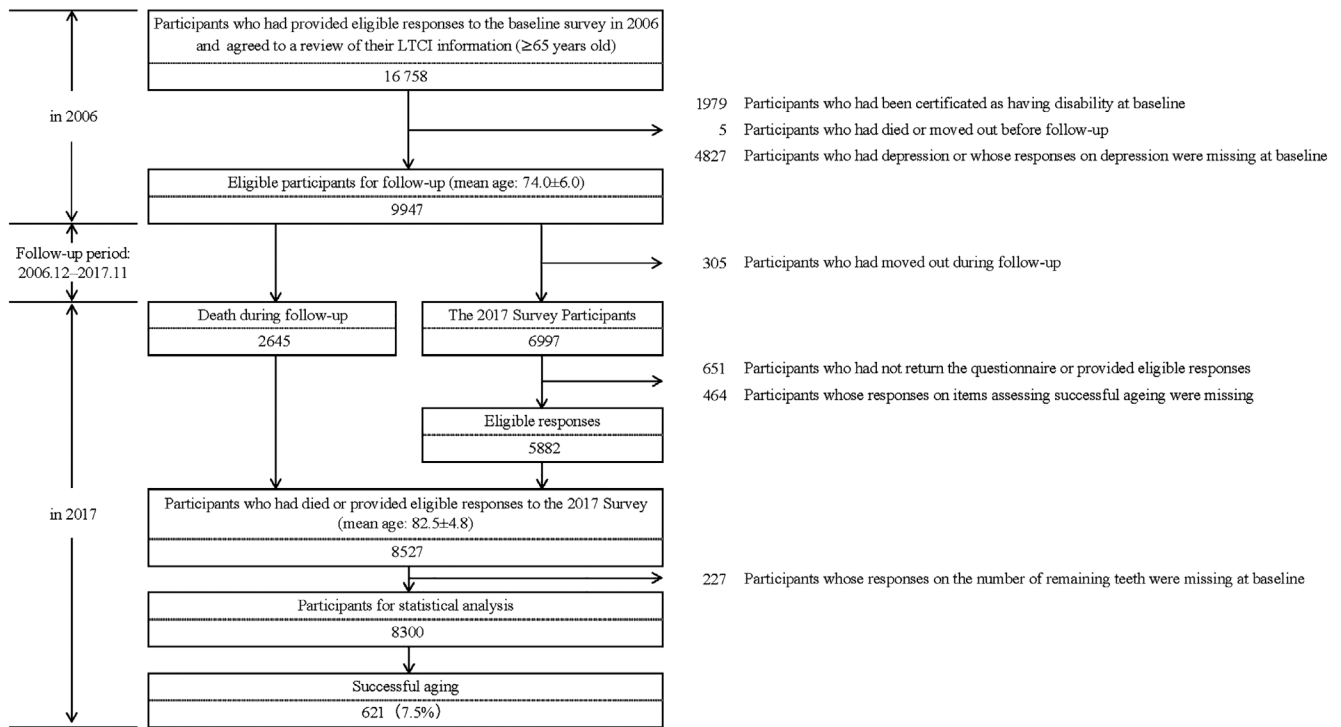 Participants who had provided eligible responses to the baseline survey in 2006
and agreed to a review of their LTCI information (≥65 years old)
16 758
in 2006
1979 Participants who had been certificated as having disability at baseline
5 Participants who had died or moved out before follow-up
4827 Participants who had depression or whose responses on depression were missing at baseline
Eligible participants for follow-up (mean age: 74.0±6.0)
9947
Follow-up period:
2006.12–2017.11
305 Participants who had moved out during follow-up
Death during follow-up
2645
The 2017 Survey Participants
6997
651 Participants who had not return the questionnaire or provided eligible responses
464 Participants whose responses on items assessing successful ageing were missing
Eligible responses
5882
in 2017
Participants who had died or provided eligible responses to the 2017 Survey
(mean age: 82.5±4.8)
8527
227 Participants whose responses on the number of remaining teeth were missing at baseline
Participants for statistical analysis
8300
Successful aging
621 (7.5%)